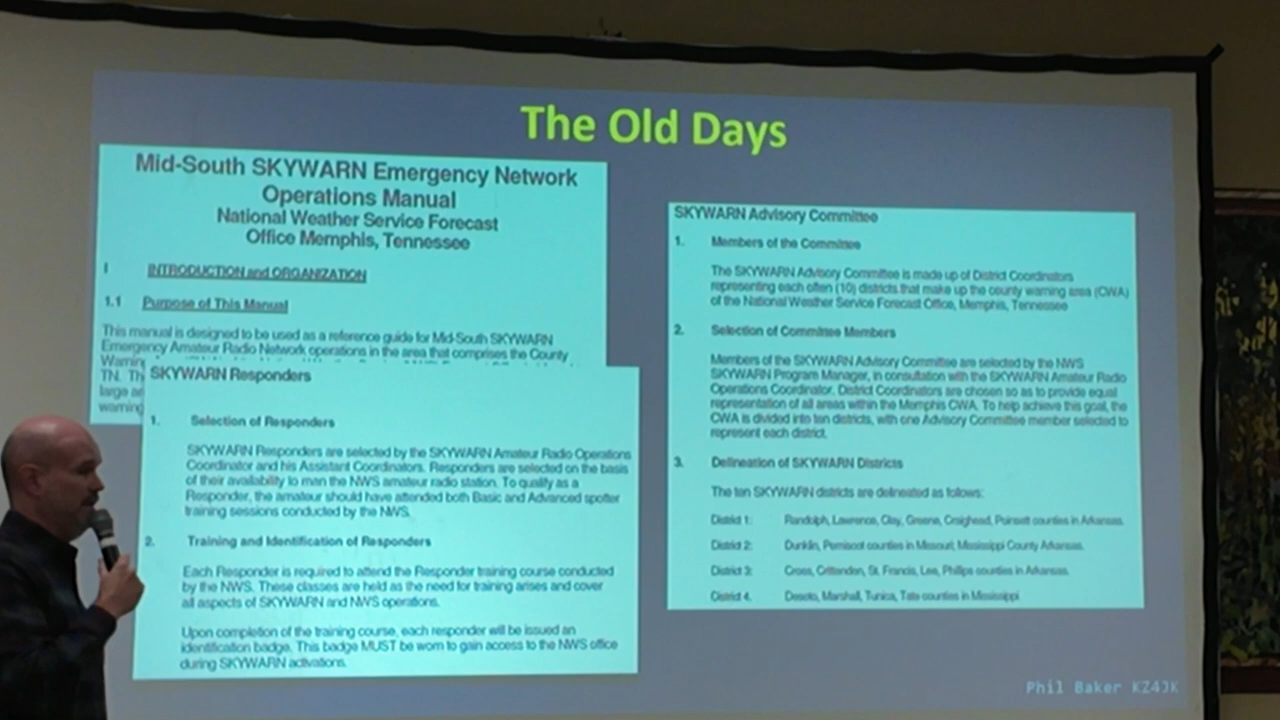 The Old Days
Mid-South SKYWARN Emergency Network
Operations Manual
National Weather Service Forecast
Office Memphis, Tennessee
I INTRODUCTION and ORGANIZATION
1.1 Purpose of This Manual
This manual is designed to be used as a reference guide for Mid-South SKYWARN
Emergency Amateur Radio Network operations in the area that comprises the County
Warnin
TN. Th
large ar
warning
SKYWARN Responders
1. Selection of Responders
SKYWARN Responders are selected by the SKYWARN Amateur Radio Operations
Coordinator and his Assistant Coordinators. Responders are selected on the basis
of their availability to man the NWS amateur radio station. To qualify as a
Responder, the amateur should have attended both Basic and Advanced spotter
training sessions conducted by the NWS.
2. Training and Identification of Responders
Each Responder is required to attend the Responder training course conducted
by the NWS. These classes are held as the need for training arises and cover
all aspects of SKYWARN and NWS operations.
Upon completion of the training course, each responder will be issued an
identification badge. This badge MUST be worn to gain access to the NWS office
during SKYWARN activations.
SKYWARN Advisory Committee
1. Members of the Committee
The SKYWARN Advisory Committee is made up of District Coordinators
representing each often (10) districts that make up the county warning area (CWA)
of the National Weather Service Forecast Office, Memphis, Tennessee
2. Selection of Committee Members
Members of the SKYWARN Advisory Committee are selected by the NWS
SKYWARN Program Manager, in consultation with the SKYWARN Amateur Radio
Operations Coordinator. District Coordinators are chosen so as to provide equal
representation of all areas within the Memphis CWA. To help achieve this goal, the
CWA is divided into ten districts, with one Advisory Committee member selected to
represent each district.
3. Delineation of SKYWARN Districts
The ten SKYWARN districts are delineated as follows:
District 1: Randolph, Lawrence, Clay, Greene, Craighead, Poinsett counties in Arkansas.
District 2: Dunklin, Pemiscot counties in Missouri, Mississippi County Arkansas.
District 3: Cross, Crittenden, St. Francis, Lee, Phillips counties in Arkansas.
District 4. Desoto, Marshall, Tunica, Tate counties in Mississippi
Phil Baker KZ4JK